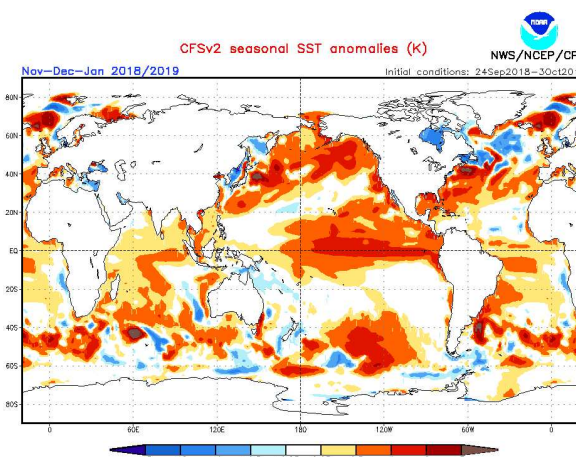 NOAA
CFSv2 seasonal SST anomalies (K)
NWS/NCEP/CP
Nov-Dec-Jan 2018/2019
Initial conditions: 24Sep2018-3Oct20
80N
60N
40N
20N
EQ
20S
40S
60S
80S
0 60E 120E 180 120W 60W 0